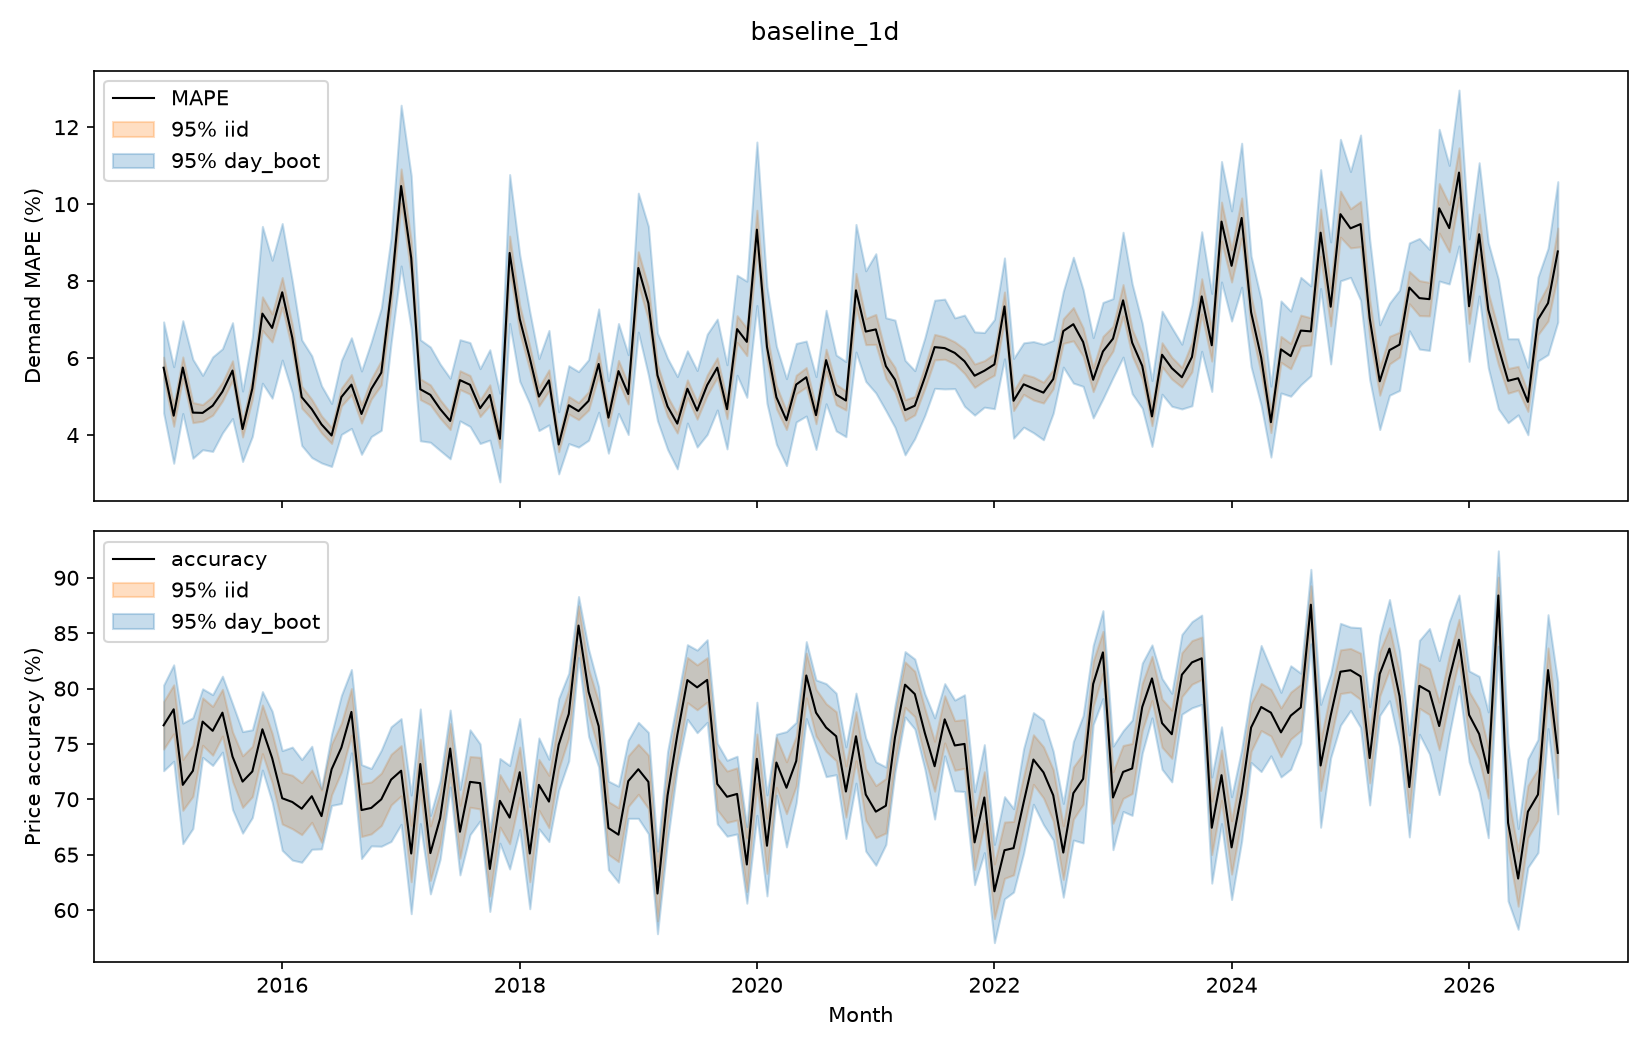 baseline_1d
MAPE
95% iid
95% day_boot
Demand MAPE (%)
12
10
8
6
4
accuracy
95% iid
95% day_boot
Price accuracy (%)
90
85
80
75
70
65
60
2016 2018 2020 2022 2024 2026
Month